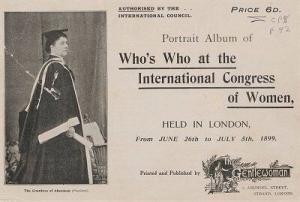 AUTHORISED BY THE . . .
INTERNATIONAL COUNCIL.
PRICE 6D.
Portrait Album of
Who's Who at the
International Congress
of Women,
HELD IN LONDON,
From JUNE 26th to JULY 5th, 1899.
Printed and Published by
The Gentlewoman
ARUNDEL STREET,
STRAND, LONDON.
The Countess of Aberdeen (President).